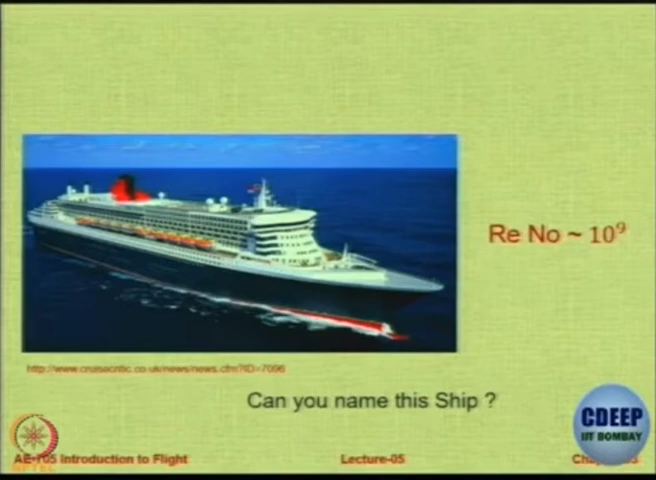 Re No ~ 10⁹
http://www.cruisecritic.co.uk/news/news.cfm?ID=7096
Can you name this Ship ?
CDEEP
IIT BOMBAY
NPTEL
AE-705 Introduction to Flight
Lecture-05